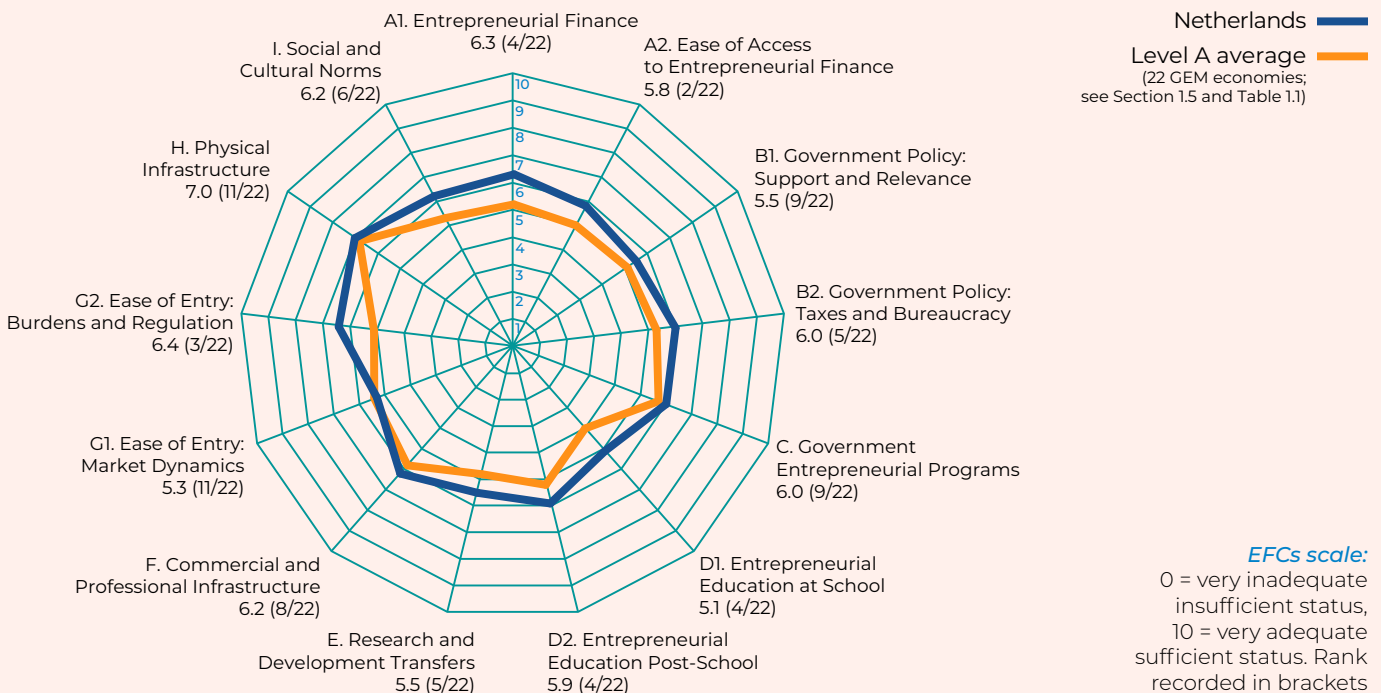 A1. Entrepreneurial Finance
6.3 (4/22)
A2. Ease of Access
to Entrepreneurial Finance
5.8 (2/22)
B1. Government Policy:
Support and Relevance
5.5 (9/22)
B2. Government Policy:
Taxes and Bureaucracy
6.0 (5/22)
C. Government
Entrepreneurial Programs
6.0 (9/22)
D1. Entrepreneurial
Education at School
5.1 (4/22)
D2. Entrepreneurial
Education Post-School
5.9 (4/22)
E. Research and
Development Transfers
5.5 (5/22)
F. Commercial and
Professional Infrastructure
6.2 (8/22)
G1. Ease of Entry:
Market Dynamics
5.3 (11/22)
G2. Ease of Entry:
Burdens and Regulation
6.4 (3/22)
H. Physical
Infrastructure
7.0 (11/22)
I. Social and
Cultural Norms
6.2 (6/22)
10
9
8
7
6
5
4
3
2
1
Netherlands
Level A average
(22 GEM economies;
see Section 1.5 and Table 1.1)
EFCs scale:
0 = very inadequate
insufficient status,
10 = very adequate
sufficient status. Rank
recorded in brackets